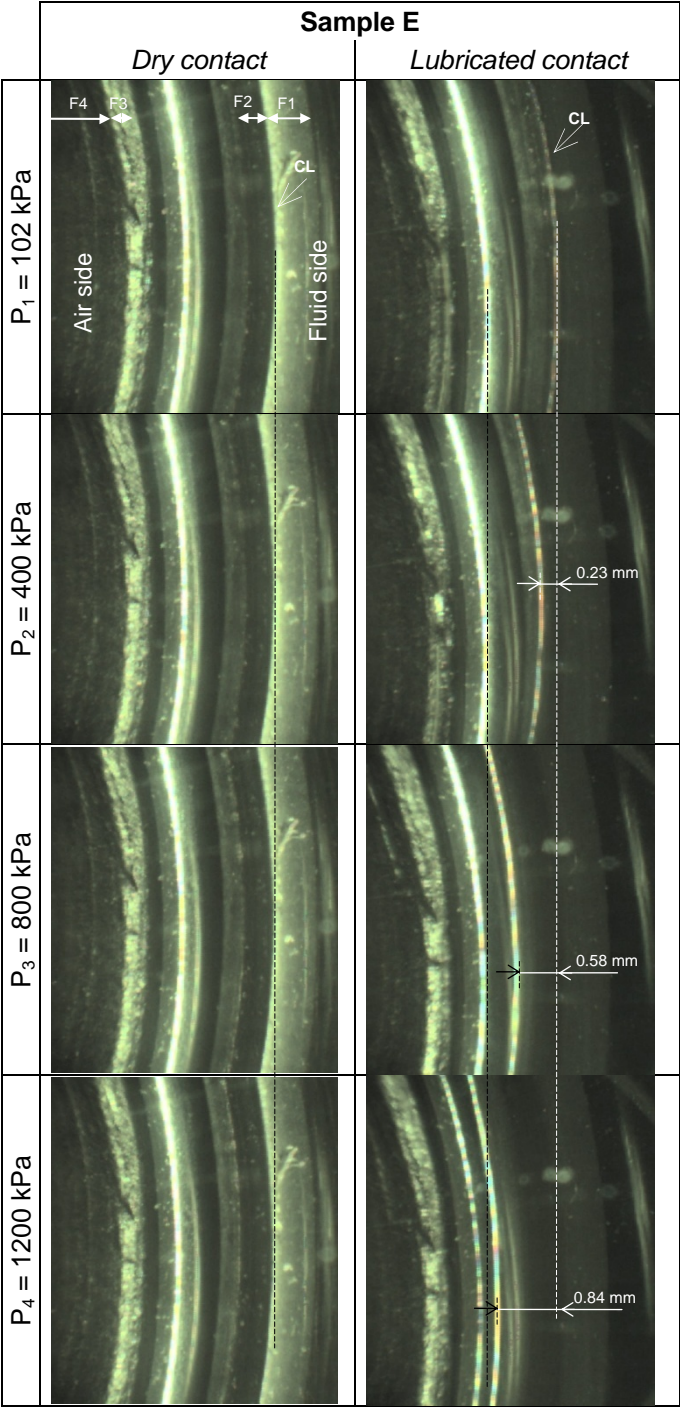 Sample E
Dry contact
Lubricated contact
P1 = 102 kPa
F4
F3
F2
F1
CL
Air side
Fluid side
CL
P2 = 400 kPa
0.23 mm
P3 = 800 kPa
0.58 mm
P4 = 1200 kPa
0.84 mm